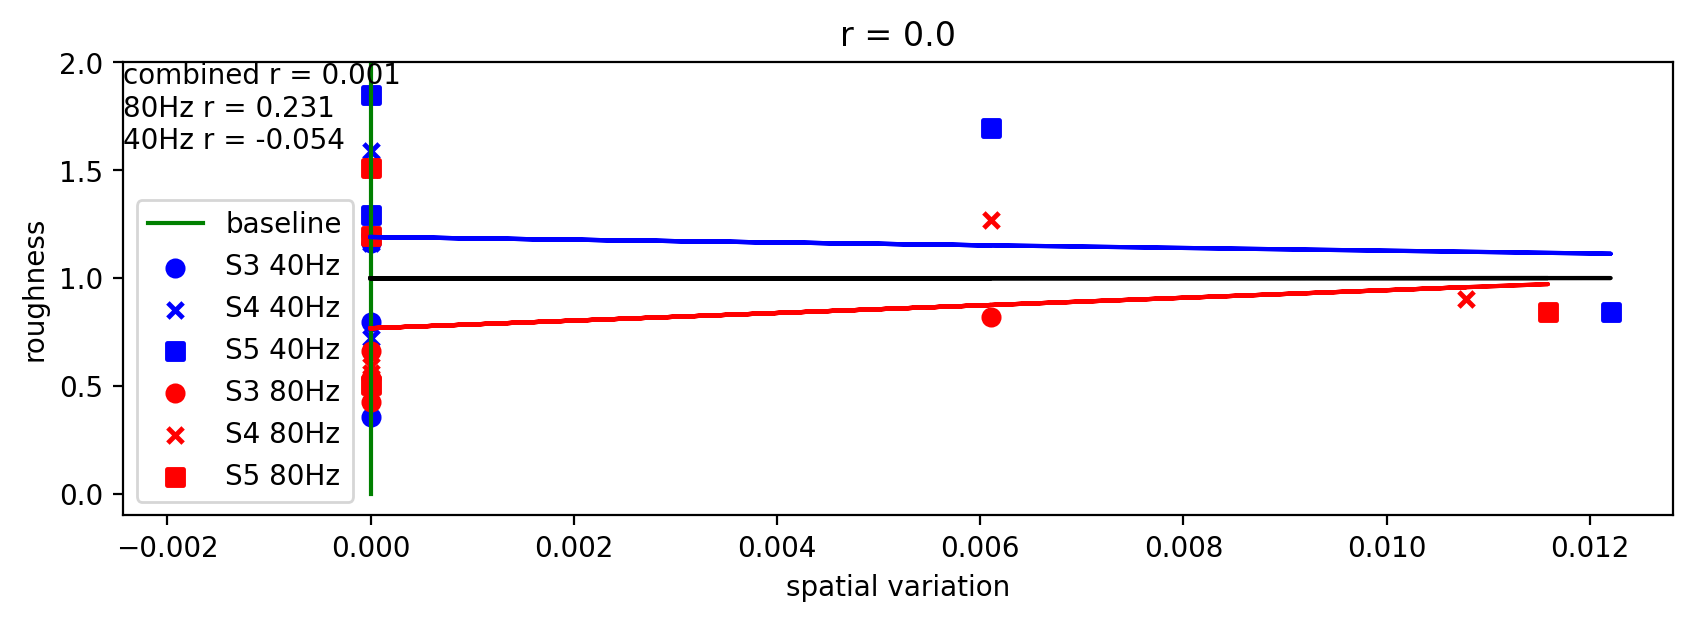 r = 0.0
combined r = 0.001
80Hz r = 0.231
40Hz r = -0.054
baseline
S3 40Hz
S4 40Hz
S5 40Hz
S3 80Hz
S4 80Hz
S5 80Hz
roughness
2.0
1.5
1.0
0.5
0.0
−0.002 0.000 0.002 0.004 0.006 0.008 0.010 0.012
spatial variation